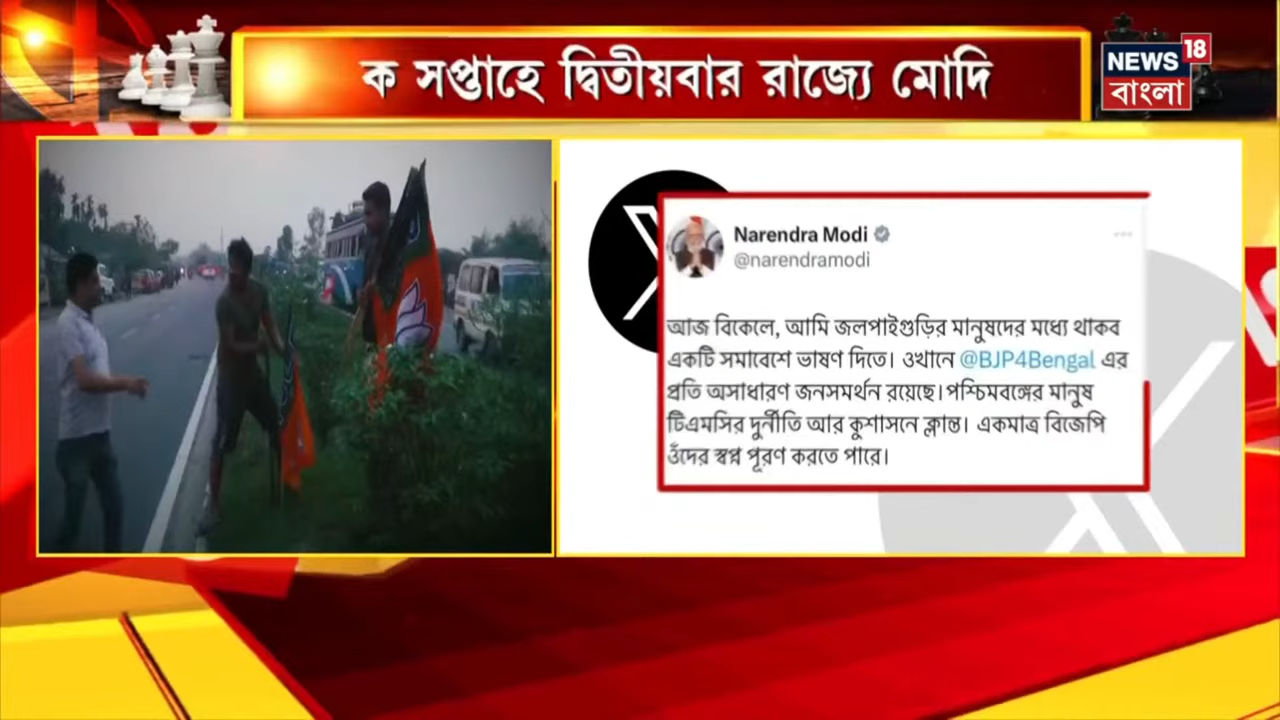 ক সপ্তাহে দ্বিতীয়বার রাজ্যে মোদি
NEWS 18
বাংলা
Narendra Modi
@narendramodi
আজ বিকেলে, আমি জলপাইগুড়ির মানুষদের মধ্যে থাকব
একটি সমাবেশে ভাষণ দিতে। ওখানে @BJP4Bengal এর
প্রতি অসাধারণ জনসমর্থন রয়েছে।পশ্চিমবঙ্গের মানুষ
টিএমসির দুর্নীতি আর কুশাসনে ক্লান্ত। একমাত্র বিজেপি
ওঁদের স্বপ্ন পূরণ করতে পারে।